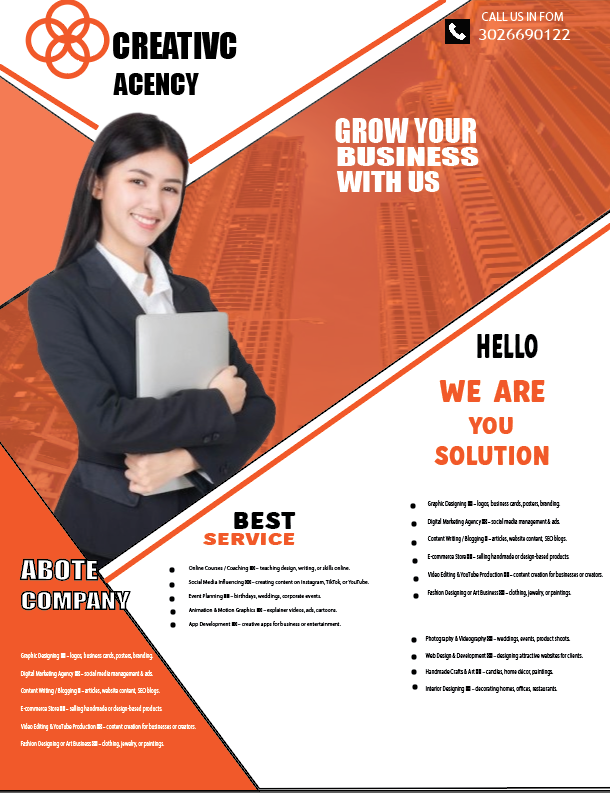 CREATIVC
AGENCY
CALL US IN FOM
3026690122
GROW YOUR
BUSINESS
WITH US
HELLO
WE ARE
YOU
SOLUTION
Graphic Designing – logos, business cards, posters, branding.
Digital Marketing Agency – social media management & ads.
Content Writing / Blogging – articles, website content, SEO blogs.
E-commerce Store – selling handmade or design-based products
Video Editing & YouTube Production – content creation for businesses or creators.
Fashion Designing or Art Business – clothing, jewelry, or paintings.
Photography & Videography – weddings, events, product shoots.
Web Design & Development – designing attractive websites for clients.
Handmade Crafts & Art – candles, home décor, paintings.
Interior Designing – decorating homes, offices, restaurants.
BEST
SERVICE
Online Courses / Coaching – teaching design, writing, or skills online.
Social Media Influencing – creating content on Instagram, TikTok, or YouTube.
Event Planning – birthdays, weddings, corporate events.
Animation & Motion Graphics – explainer videos, ads, cartoons.
App Development – creative apps for business or entertainment.
ABOTE
COMPANY
Graphic Designing – logos, business cards, posters, branding.
Digital Marketing Agency – social media management & ads.
Content Writing / Blogging – articles, website content, SEO blogs.
E-commerce Store – selling handmade or design-based products
Video Editing & YouTube Production – content creation for businesses or creators.
Fashion Designing or Art Business – clothing, jewelry, or paintings.